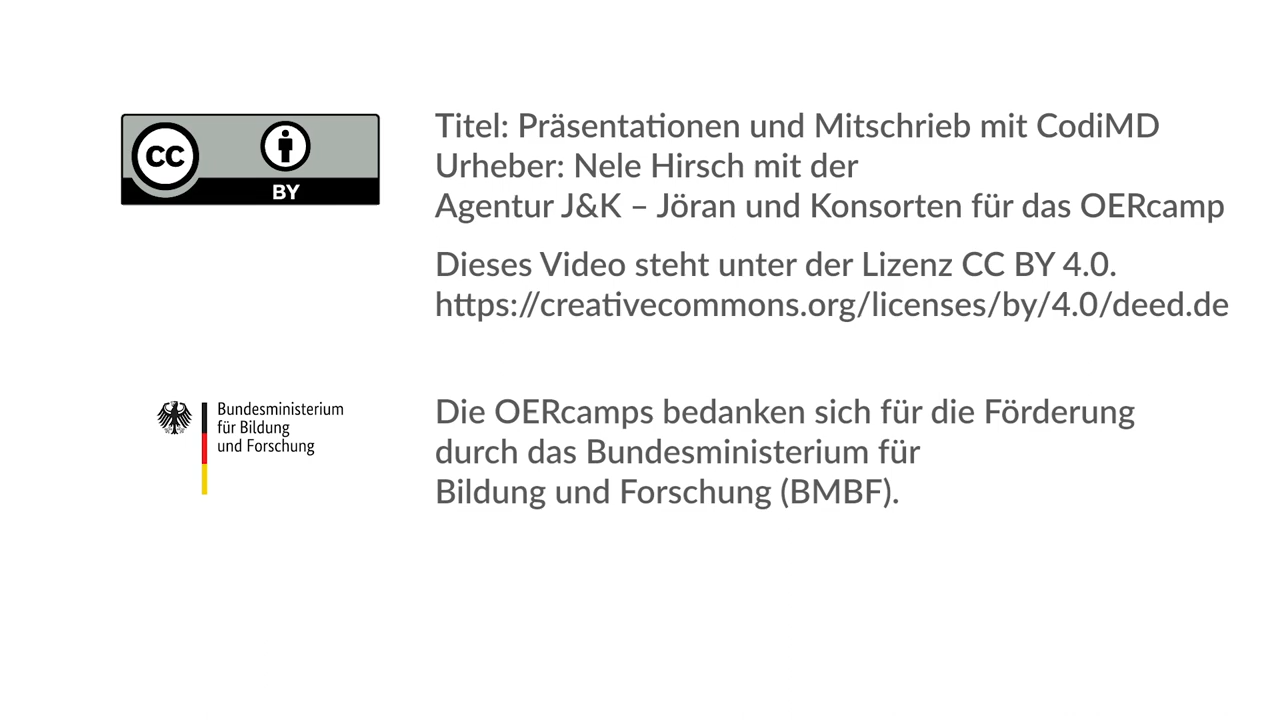 CC
BY
Titel: Präsentationen und Mitschrieb mit CodiMD
Urheber: Nele Hirsch mit der
Agentur J&K – Jöran und Konsorten für das OERcamp
Dieses Video steht unter der Lizenz CC BY 4.0.
https://creativecommons.org/licenses/by/4.0/deed.de
Bundesministerium
für Bildung
und Forschung
Die OERcamps bedanken sich für die Förderung
durch das Bundesministerium für
Bildung und Forschung (BMBF).